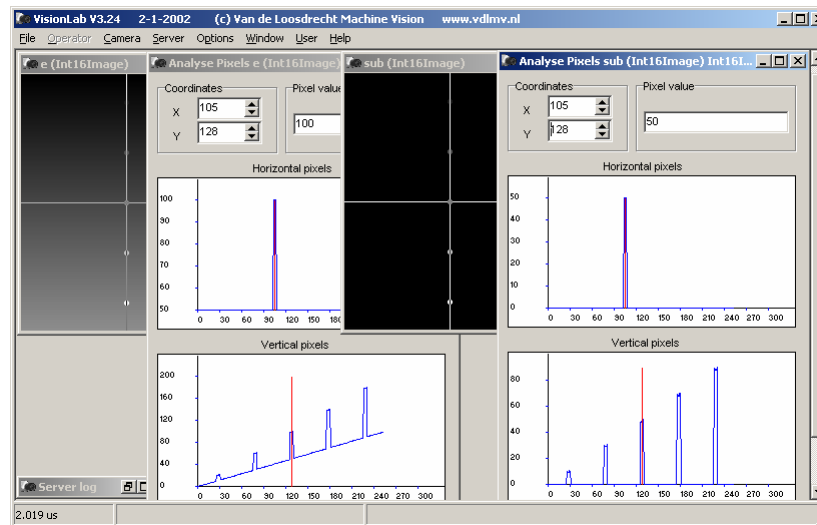 VisionLab V3.24 2-1-2002 (c) Van de Loosdrecht Machine Vision www.vdlmv.nl
File Operator Camera Server Options Window User Help
e (Int16Image)
Analyse Pixels e (Int16Image)
Coordinates
X 105
Y 128
Pixel value
100
Horizontal pixels
100
90
80
70
60
50
0 30 60 90 120 150 180
Vertical pixels
200
160
120
80
40
0 30 60 90 120 150 180 210 240 270 300
sub (Int16Image)
Analyse Pixels sub (Int16Image) Int16I...
Coordinates
X 105
Y 128
Pixel value
50
Horizontal pixels
50
40
30
20
10
0
0 30 60 90 120 150 180 210 240 270 300
Vertical pixels
80
60
40
20
0
0 30 60 90 120 150 180 210 240 270 300
Server log
2.019 us